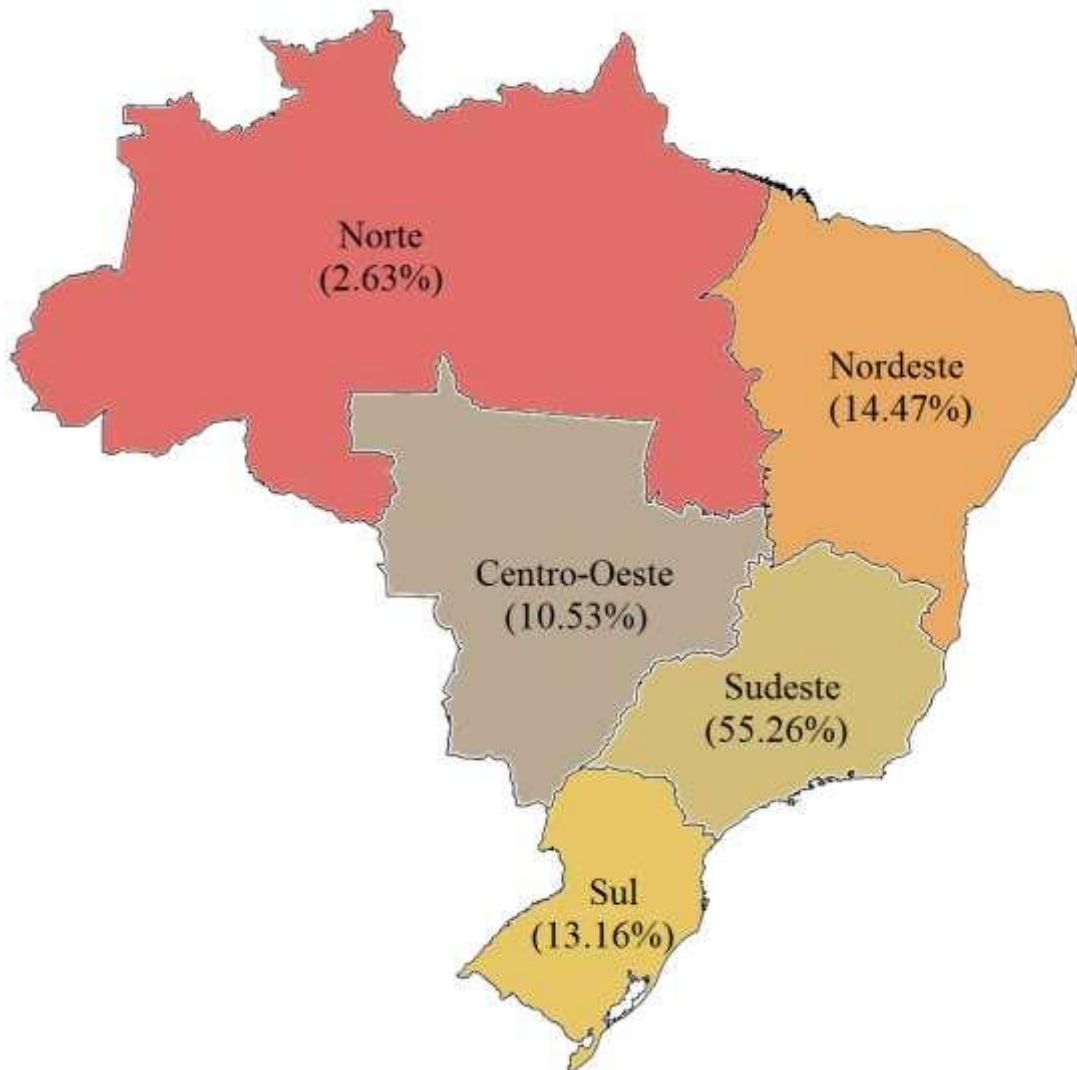 Norte
(2.63%)
Nordeste
(14.47%)
Centro-Oeste
(10.53%)
Sudeste
(55.26%)
Sul
(13.16%)